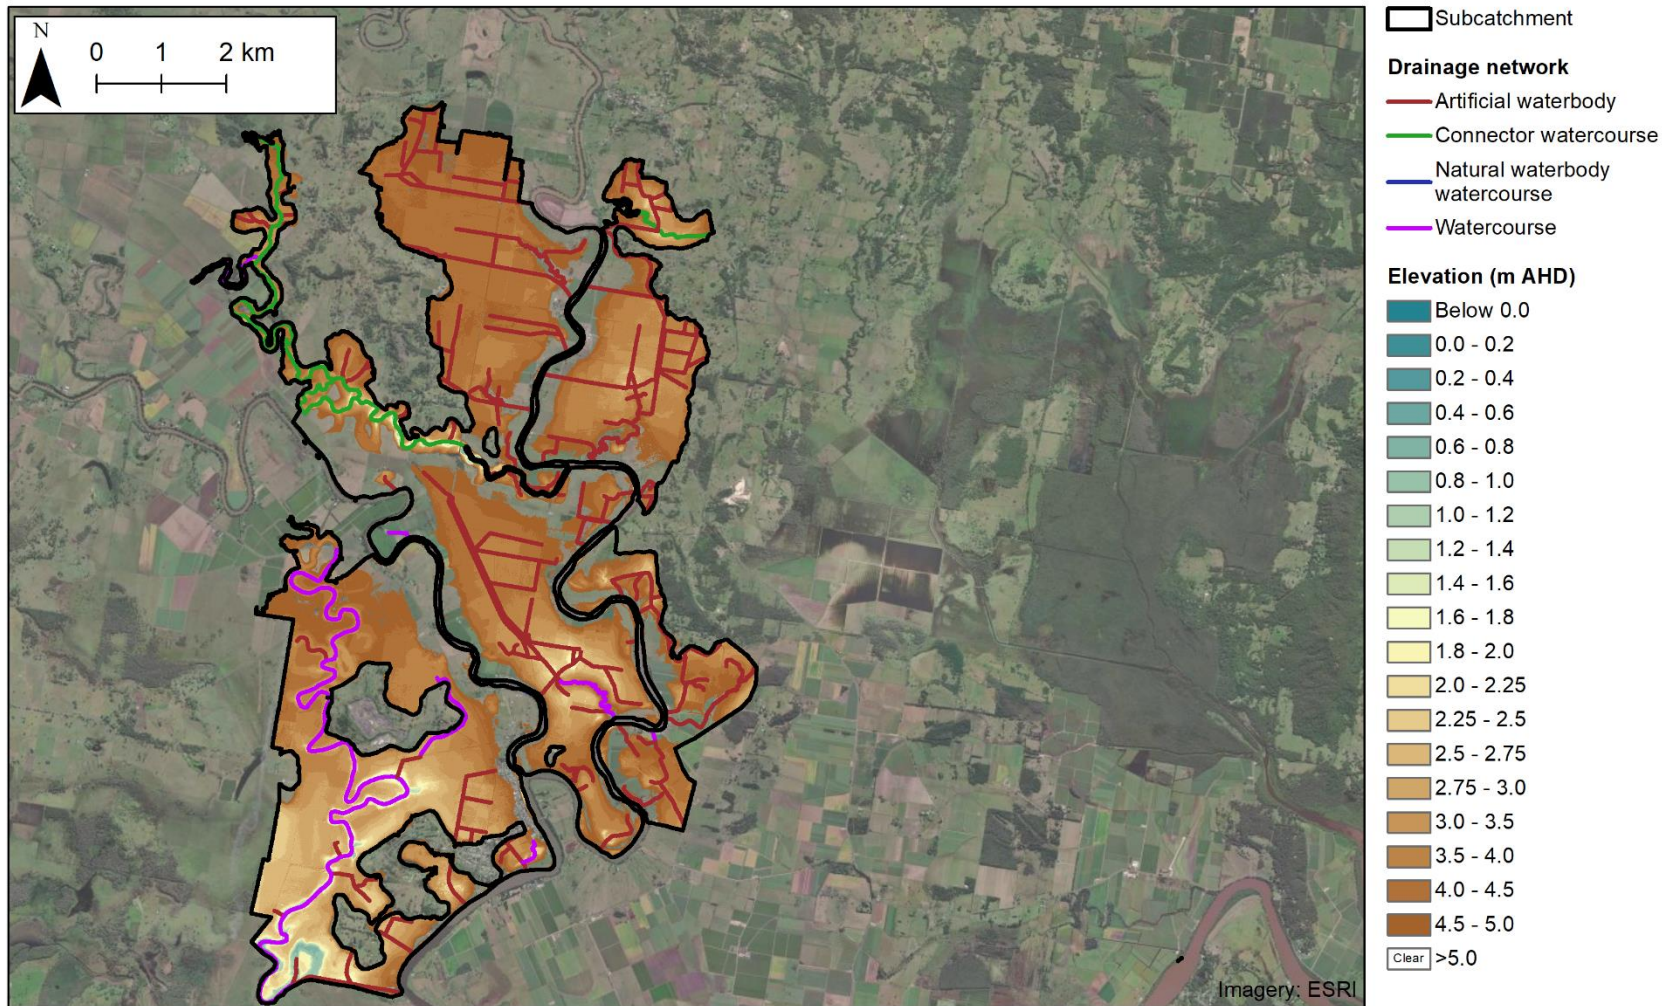 N
0 1 2 km
Subcatchment
Drainage network
Artificial waterbody
Connector watercourse
Natural waterbody
watercourse
Watercourse
Elevation (m AHD)
Below 0.0
0.0 - 0.2
0.2 - 0.4
0.4 - 0.6
0.6 - 0.8
0.8 - 1.0
1.0 - 1.2
1.2 - 1.4
1.4 - 1.6
1.6 - 1.8
1.8 - 2.0
2.0 - 2.25
2.25 - 2.5
2.5 - 2.75
2.75 - 3.0
3.0 - 3.5
3.5 - 4.0
4.0 - 4.5
4.5 - 5.0
Clear >5.0
Imagery: ESRI